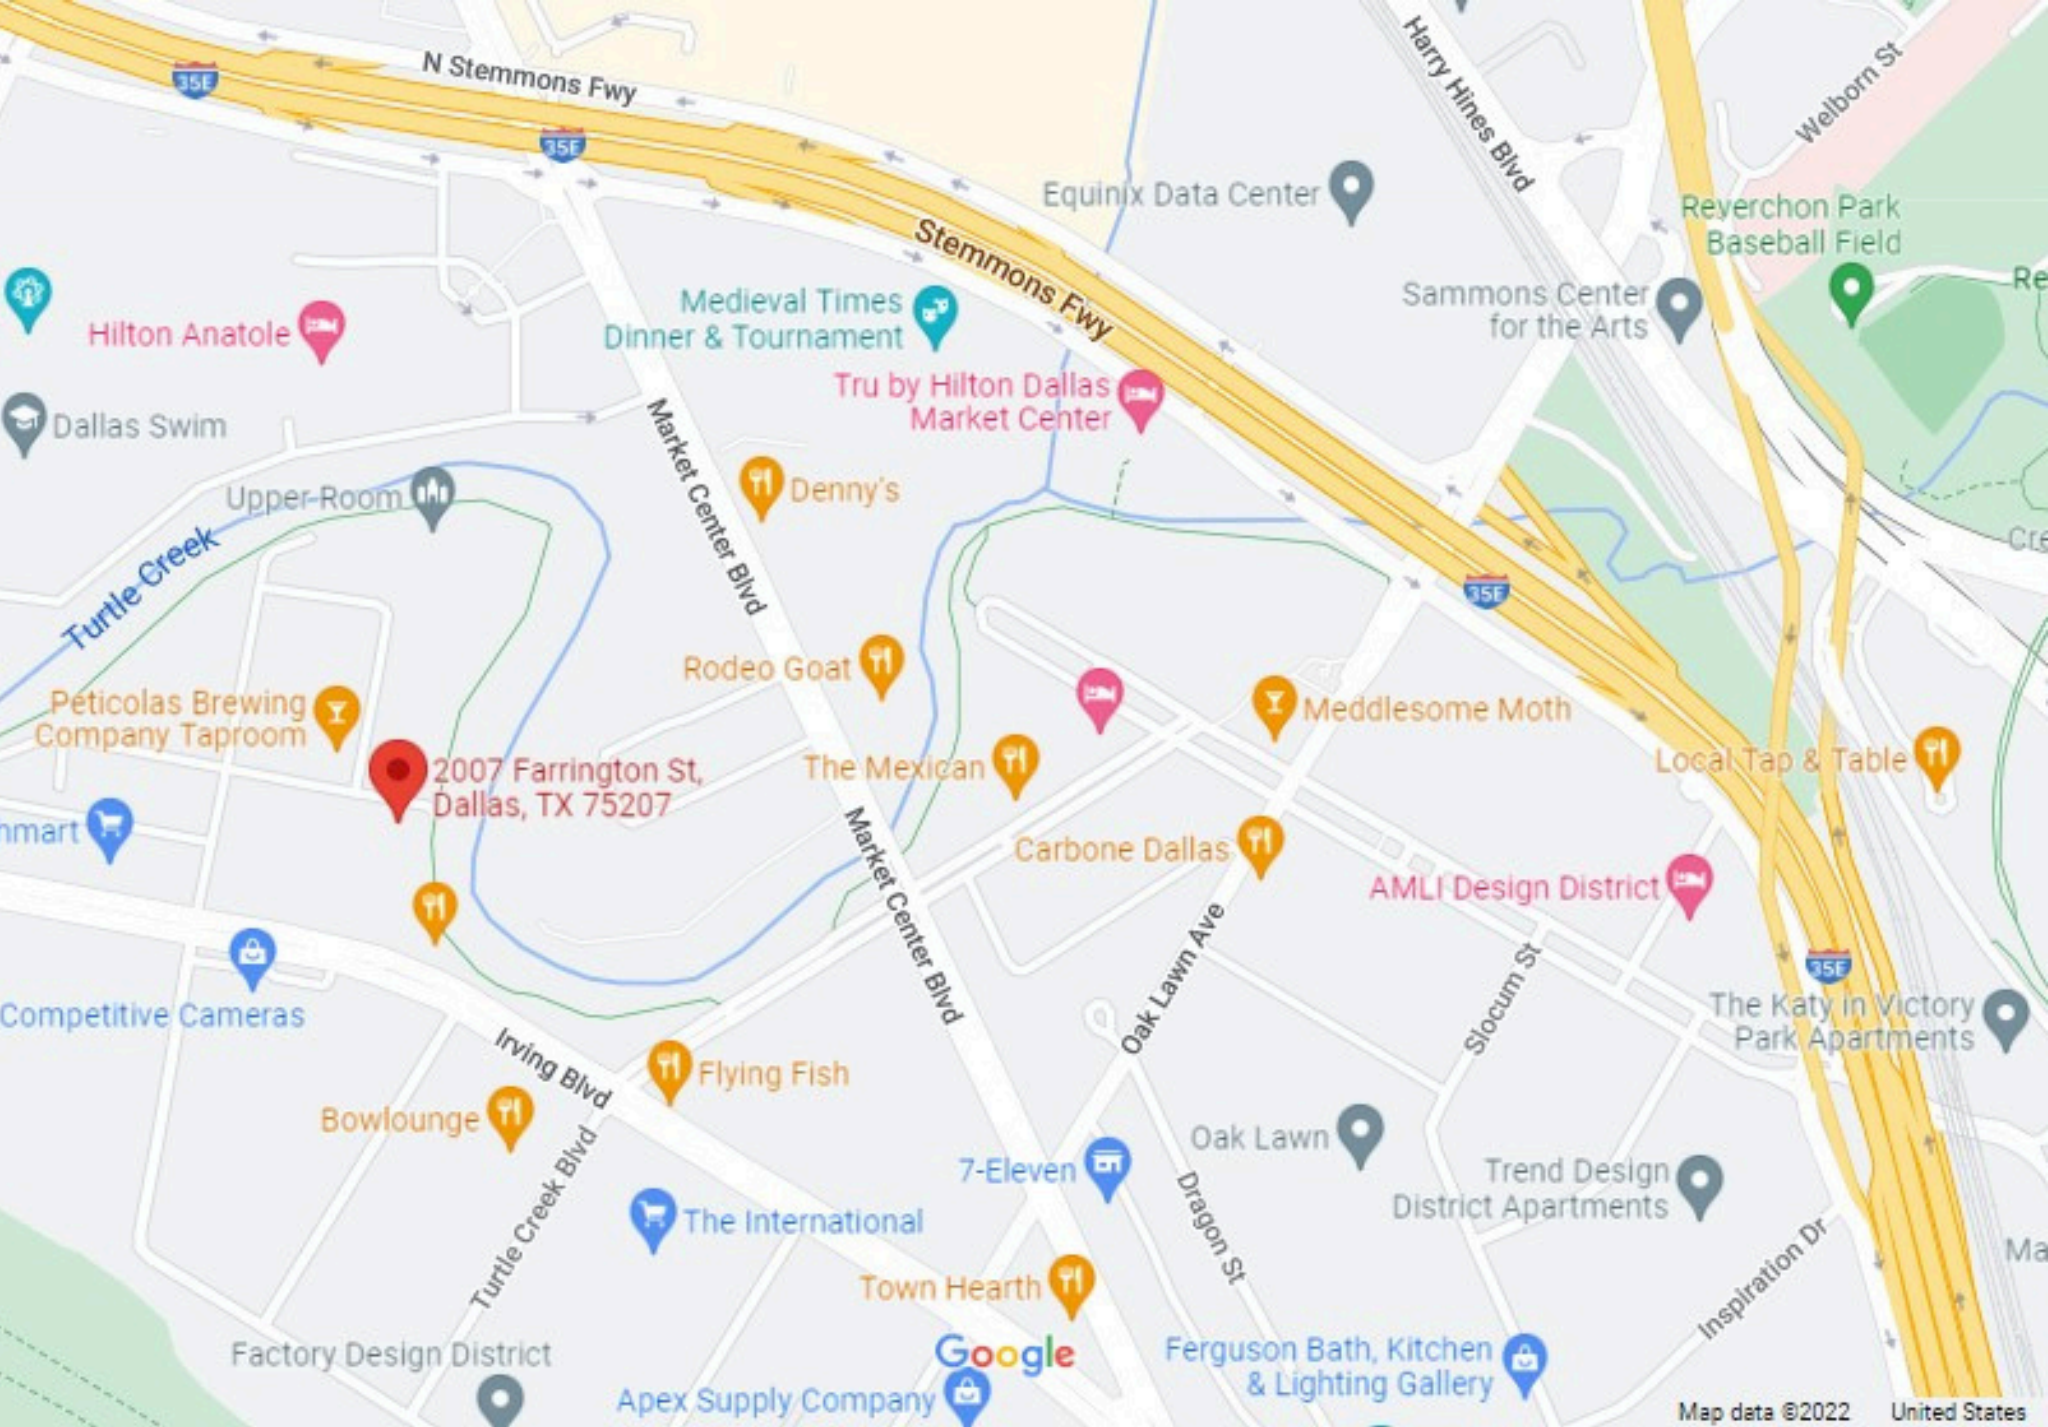 N Stemmons Fwy
35E
35E
Harry Hines Blvd
Welborn St
Equinix Data Center
Reverchon Park
Baseball Field
Re
Stemmons Fwy
Sammons Center
for the Arts
Medieval Times
Dinner & Tournament
Hilton Anatole
Tru by Hilton Dallas
Market Center
Dallas Swim
Market Center Blvd
Upper Room
Denny's
Turtle Creek
Cre
35E
Rodeo Goat
Peticolas Brewing
Company Taproom
Meddlesome Moth
The Mexican
Local Tap & Table
2007 Farrington St,
Dallas, TX 75207
nmart
Market Center Blvd
Carbone Dallas
AMLI Design District
Oak Lawn Ave
Slocum St
35E
Competitive Cameras
The Katy in Victory
Park Apartments
Irving Blvd
Flying Fish
Bowlounge
Turtle Creek Blvd
Oak Lawn
7-Eleven
Dragon St
Trend Design
District Apartments
The International
Inspiration Dr
Ma
Town Hearth
Factory Design District
Google
Ferguson Bath, Kitchen
& Lighting Gallery
Apex Supply Company
Map data ©2022 United States